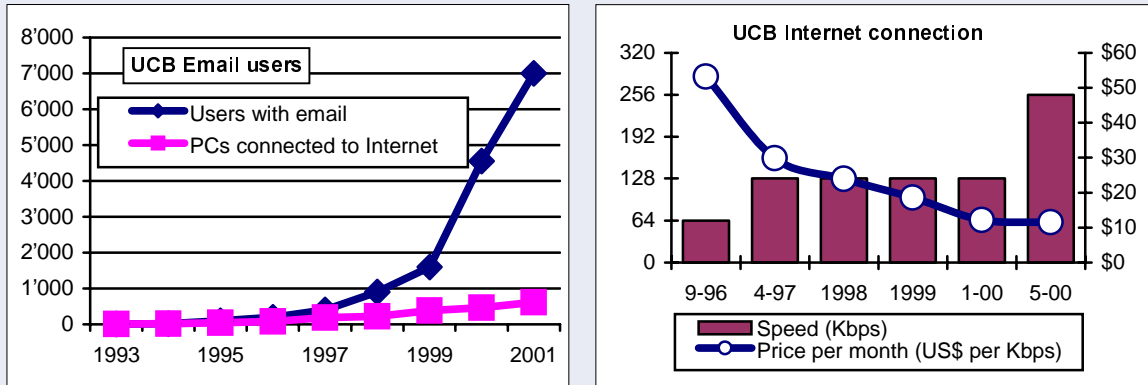 UCB Email users
8’000
7’000
6’000
5’000
4’000
3’000
2’000
1’000
0
Users with email
PCs connected to Internet
1993 1995 1997 1999 2001
UCB Internet connection
320
256
192
128
64
0
$60
$50
$40
$30
$20
$10
$0
9-96 4-97 1998 1999 1-00 5-00
Speed (Kbps)
Price per month (US$ per Kbps)